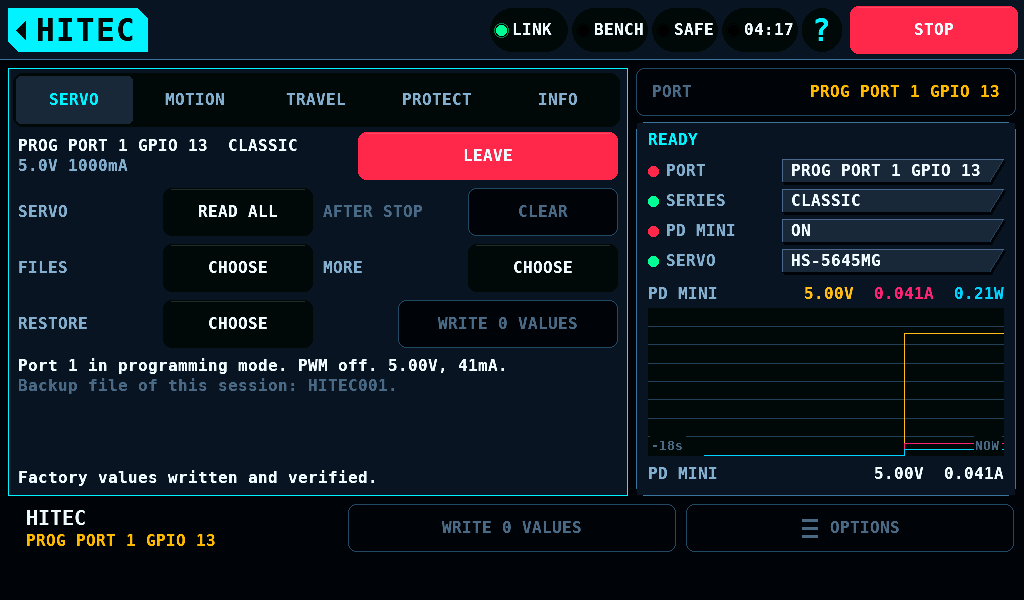 HITEC
LINK BENCH SAFE 04:17 ? STOP
SERVO MOTION TRAVEL PROTECT INFO
PROG PORT 1 GPIO 13 CLASSIC
5.0V 1000mA
LEAVE
SERVO READ ALL AFTER STOP CLEAR
FILES CHOOSE MORE CHOOSE
RESTORE CHOOSE WRITE 0 VALUES
Port 1 in programming mode. PWM off. 5.00V, 41mA.
Backup file of this session: HITEC001.
Factory values written and verified.
PORT PROG PORT 1 GPIO 13
READY
PORT PROG PORT 1 GPIO 13
SERIES CLASSIC
PD MINI ON
SERVO HS-5645MG
PD MINI 5.00V 0.041A 0.21W
-18s NOW
PD MINI 5.00V 0.041A
HITEC
PROG PORT 1 GPIO 13
WRITE 0 VALUES
OPTIONS